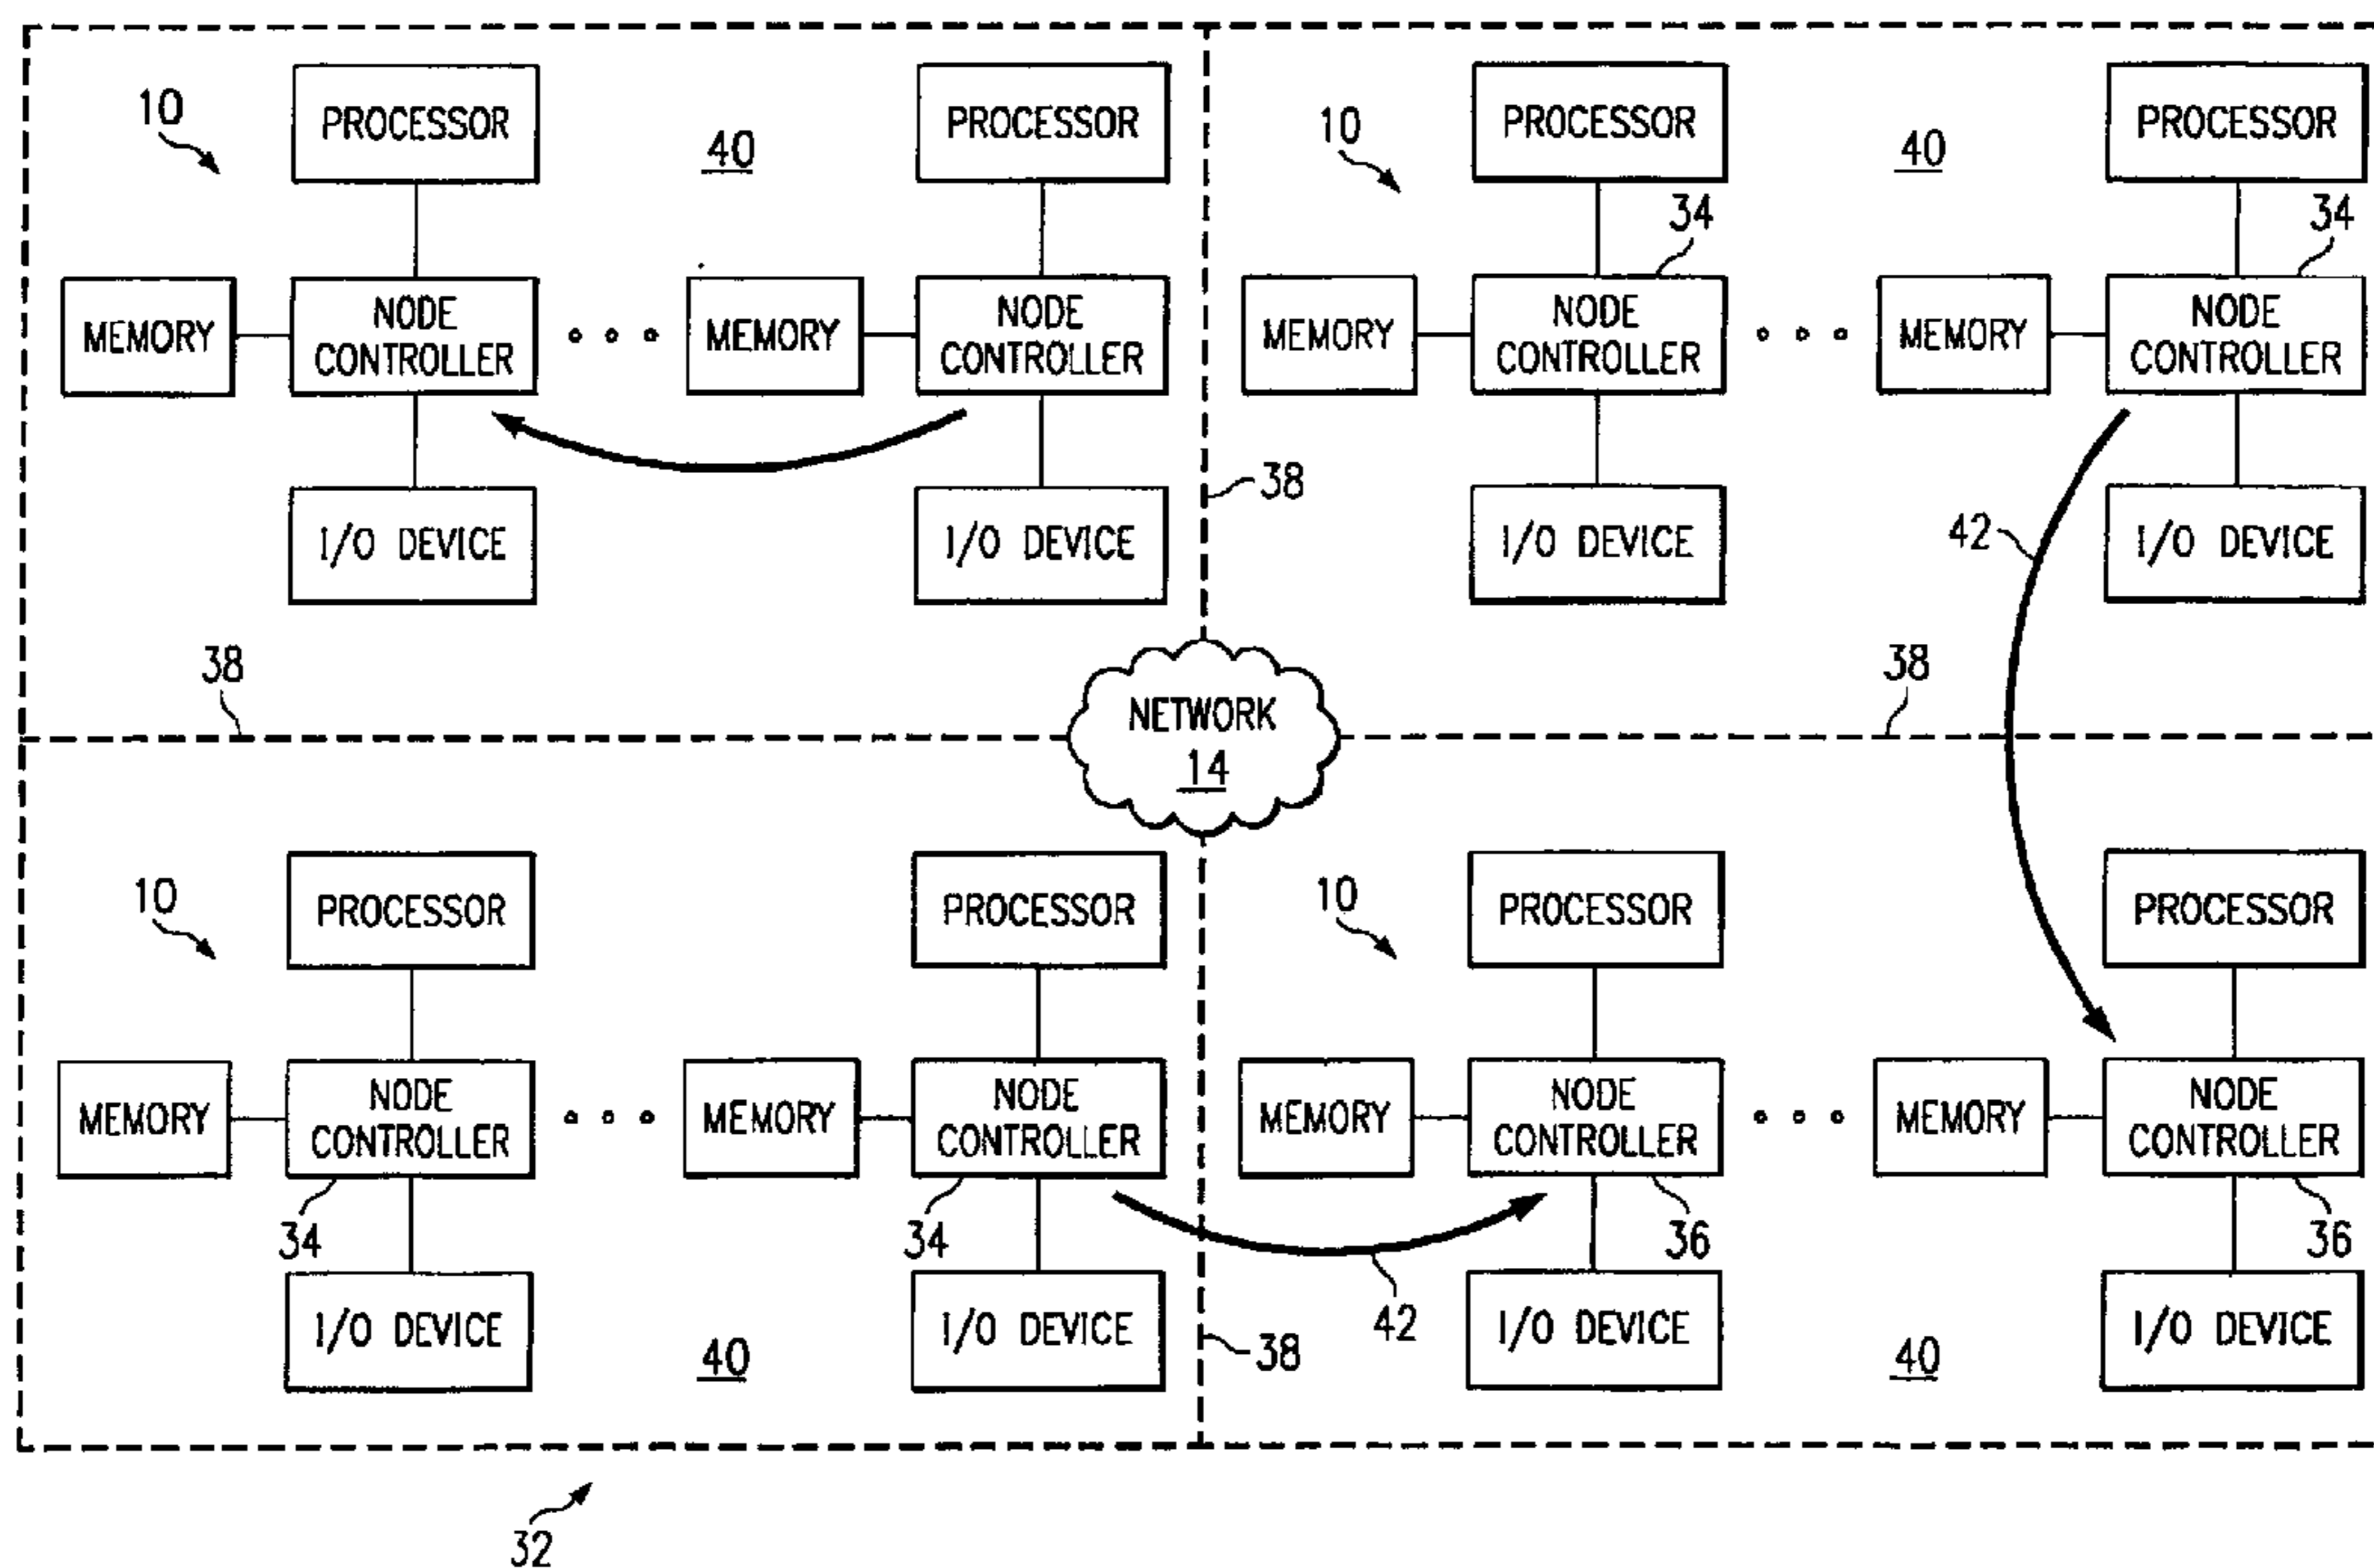 PROCESSOR
PROCESSOR
10
40
MEMORY
NODE
CONTROLLER
MEMORY
NODE
CONTROLLER
I/O DEVICE
I/O DEVICE
38
38
PROCESSOR
PROCESSOR
10
40
34
34
MEMORY
NODE
CONTROLLER
MEMORY
NODE
CONTROLLER
42
I/O DEVICE
I/O DEVICE
38
NETWORK
14
PROCESSOR
PROCESSOR
10
MEMORY
NODE
CONTROLLER
MEMORY
NODE
CONTROLLER
34
34
I/O DEVICE
I/O DEVICE
40
38
PROCESSOR
PROCESSOR
10
MEMORY
NODE
CONTROLLER
MEMORY
NODE
CONTROLLER
36
36
42
I/O DEVICE
I/O DEVICE
40
32